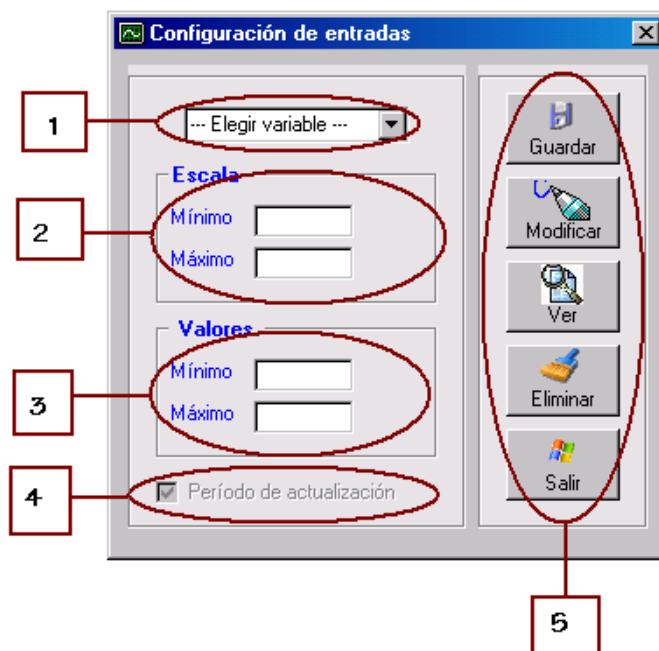 Configuración de entradas
1
--- Elegir variable ---
Escala
2
Mínimo
Máximo
Valores
3
Mínimo
Máximo
4
Período de actualización
Guardar
Modificar
Ver
Eliminar
Salir
5